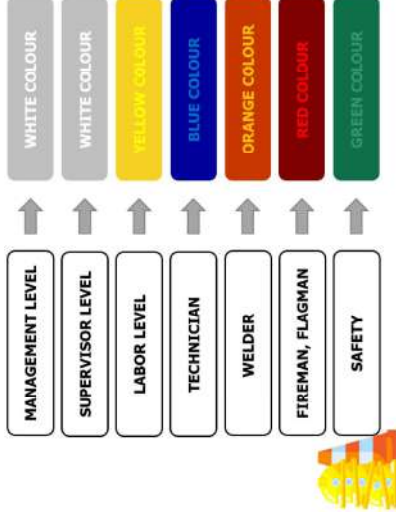 MANAGEMENT LEVEL
WHITE COLOUR
SUPERVISOR LEVEL
WHITE COLOUR
LABOR LEVEL
YELLOW COLOUR
TECHNICIAN
BLUE COLOUR
WELDER
ORANGE COLOUR
FIREMAN, FLAGMAN
RED COLOUR
SAFETY
GREEN COLOUR